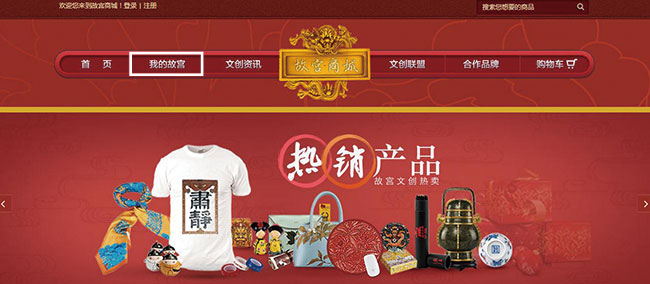 欢迎您来到故宫商城！登录 | 注册
搜索您想要的商品
首 页
我的故宫
文创资讯
故宫商城
文创联盟
合作品牌
购物车
热销产品
故宫文创热卖
肃静